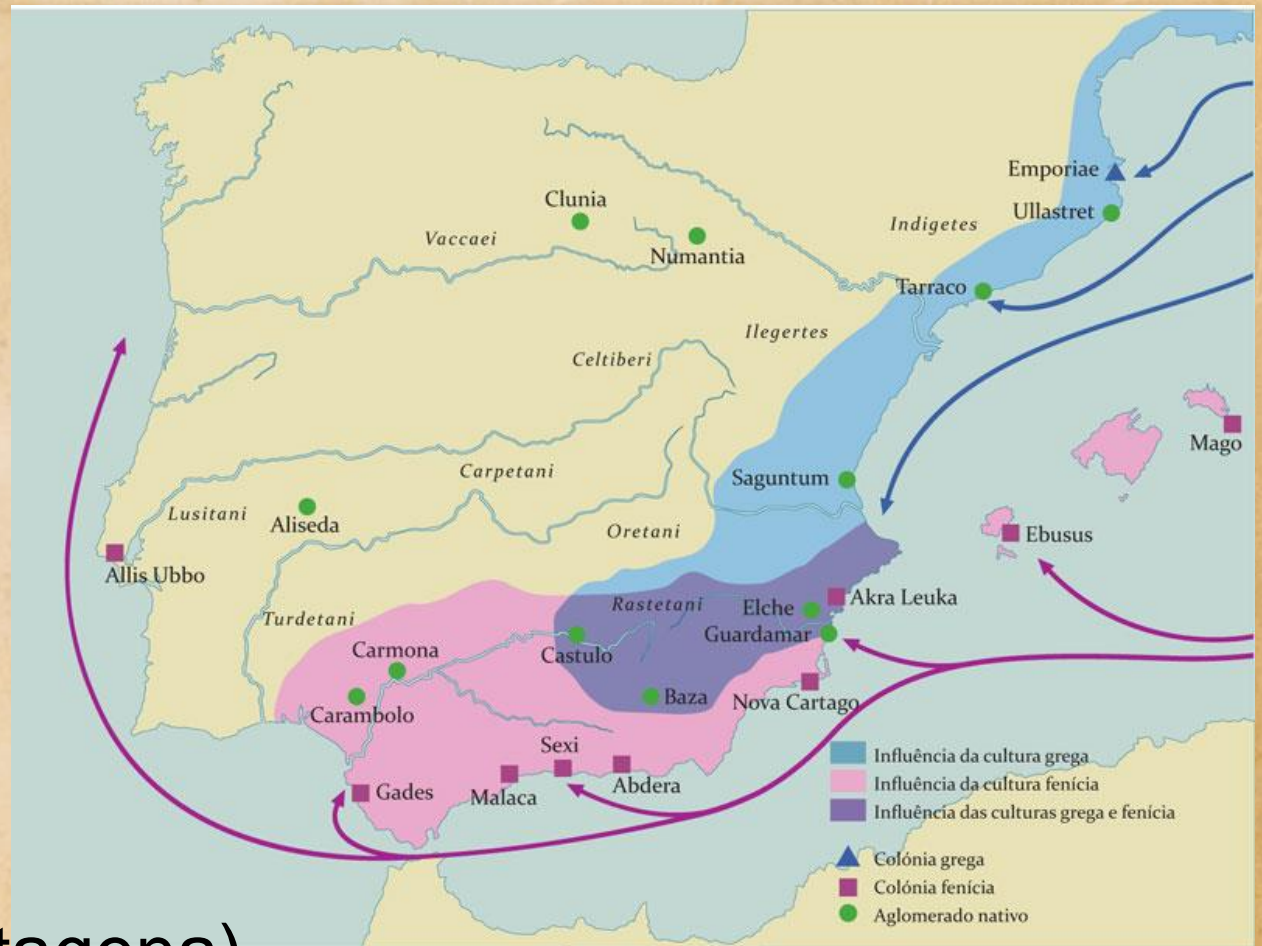 Emporiae
Ullastret
Indigetes
Clunia
Vaccaei
Numantia
Tarraco
Ilegertes
Celtiberi
Mago
Saguntum
Carpetani
Lusitani
Aliseda
Oretani
Ebusus
Allis Ubbo
Rastetani
Elche
Akra Leuka
Turdetani
Guardamar
Carmona
Castulo
Baza
Nova Cartago
Carambolo
Sexi
Abdera
Gades
Malaca
Influência da cultura grega
Influência da cultura fenícia
Influência das culturas grega e fenícia
Colónia grega
Colónia fenícia
Aglomerado nativo